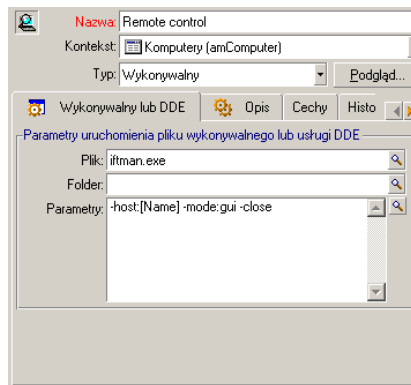 Nazwa: Remote control
Kontekst: Komputery (amComputer)
Typ: Wykonywalny Podgląd...
Wykonywalny lub DDE Opis Cechy Histo
Parametry uruchomienia pliku wykonywalnego lub usługi DDE
Plik: iftman.exe
Folder:
Parametry: -host:[Name] -mode:gui -close